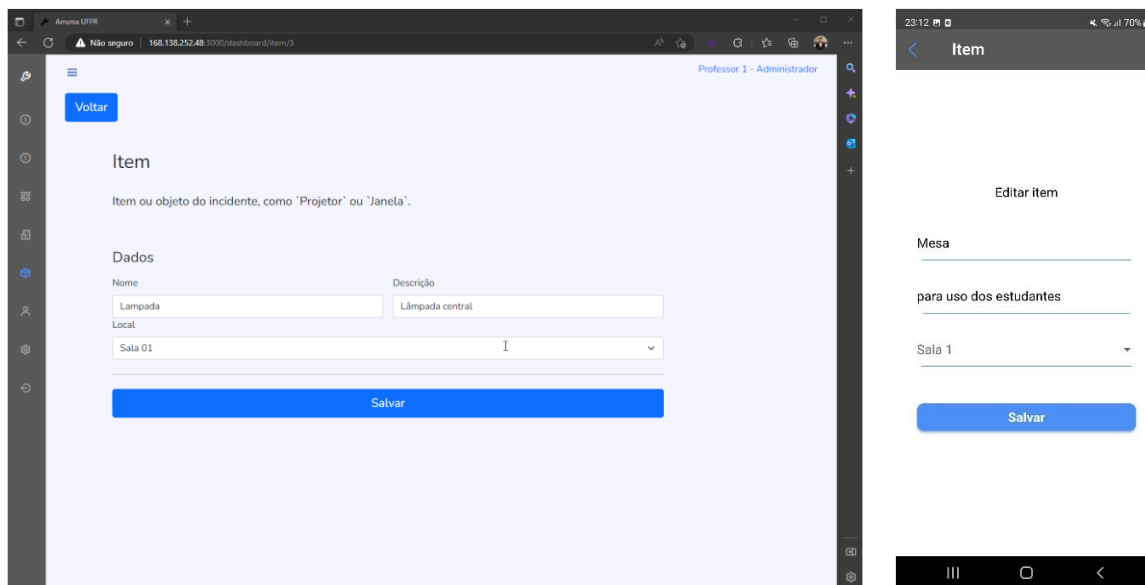 Arruma UFPR
Não seguro | 168.138.252.48:3000/dashboard/item/3
Professor 1 - Administrador
Voltar
Item
Item ou objeto do incidente, como `Projetor` ou `Janela`.
Dados
Nome
Descrição
Lampada
Lâmpada central
Local
Sala 01
Salvar
23:12
70%
Item
Editar item
Mesa
para uso dos estudantes
Sala 1
Salvar